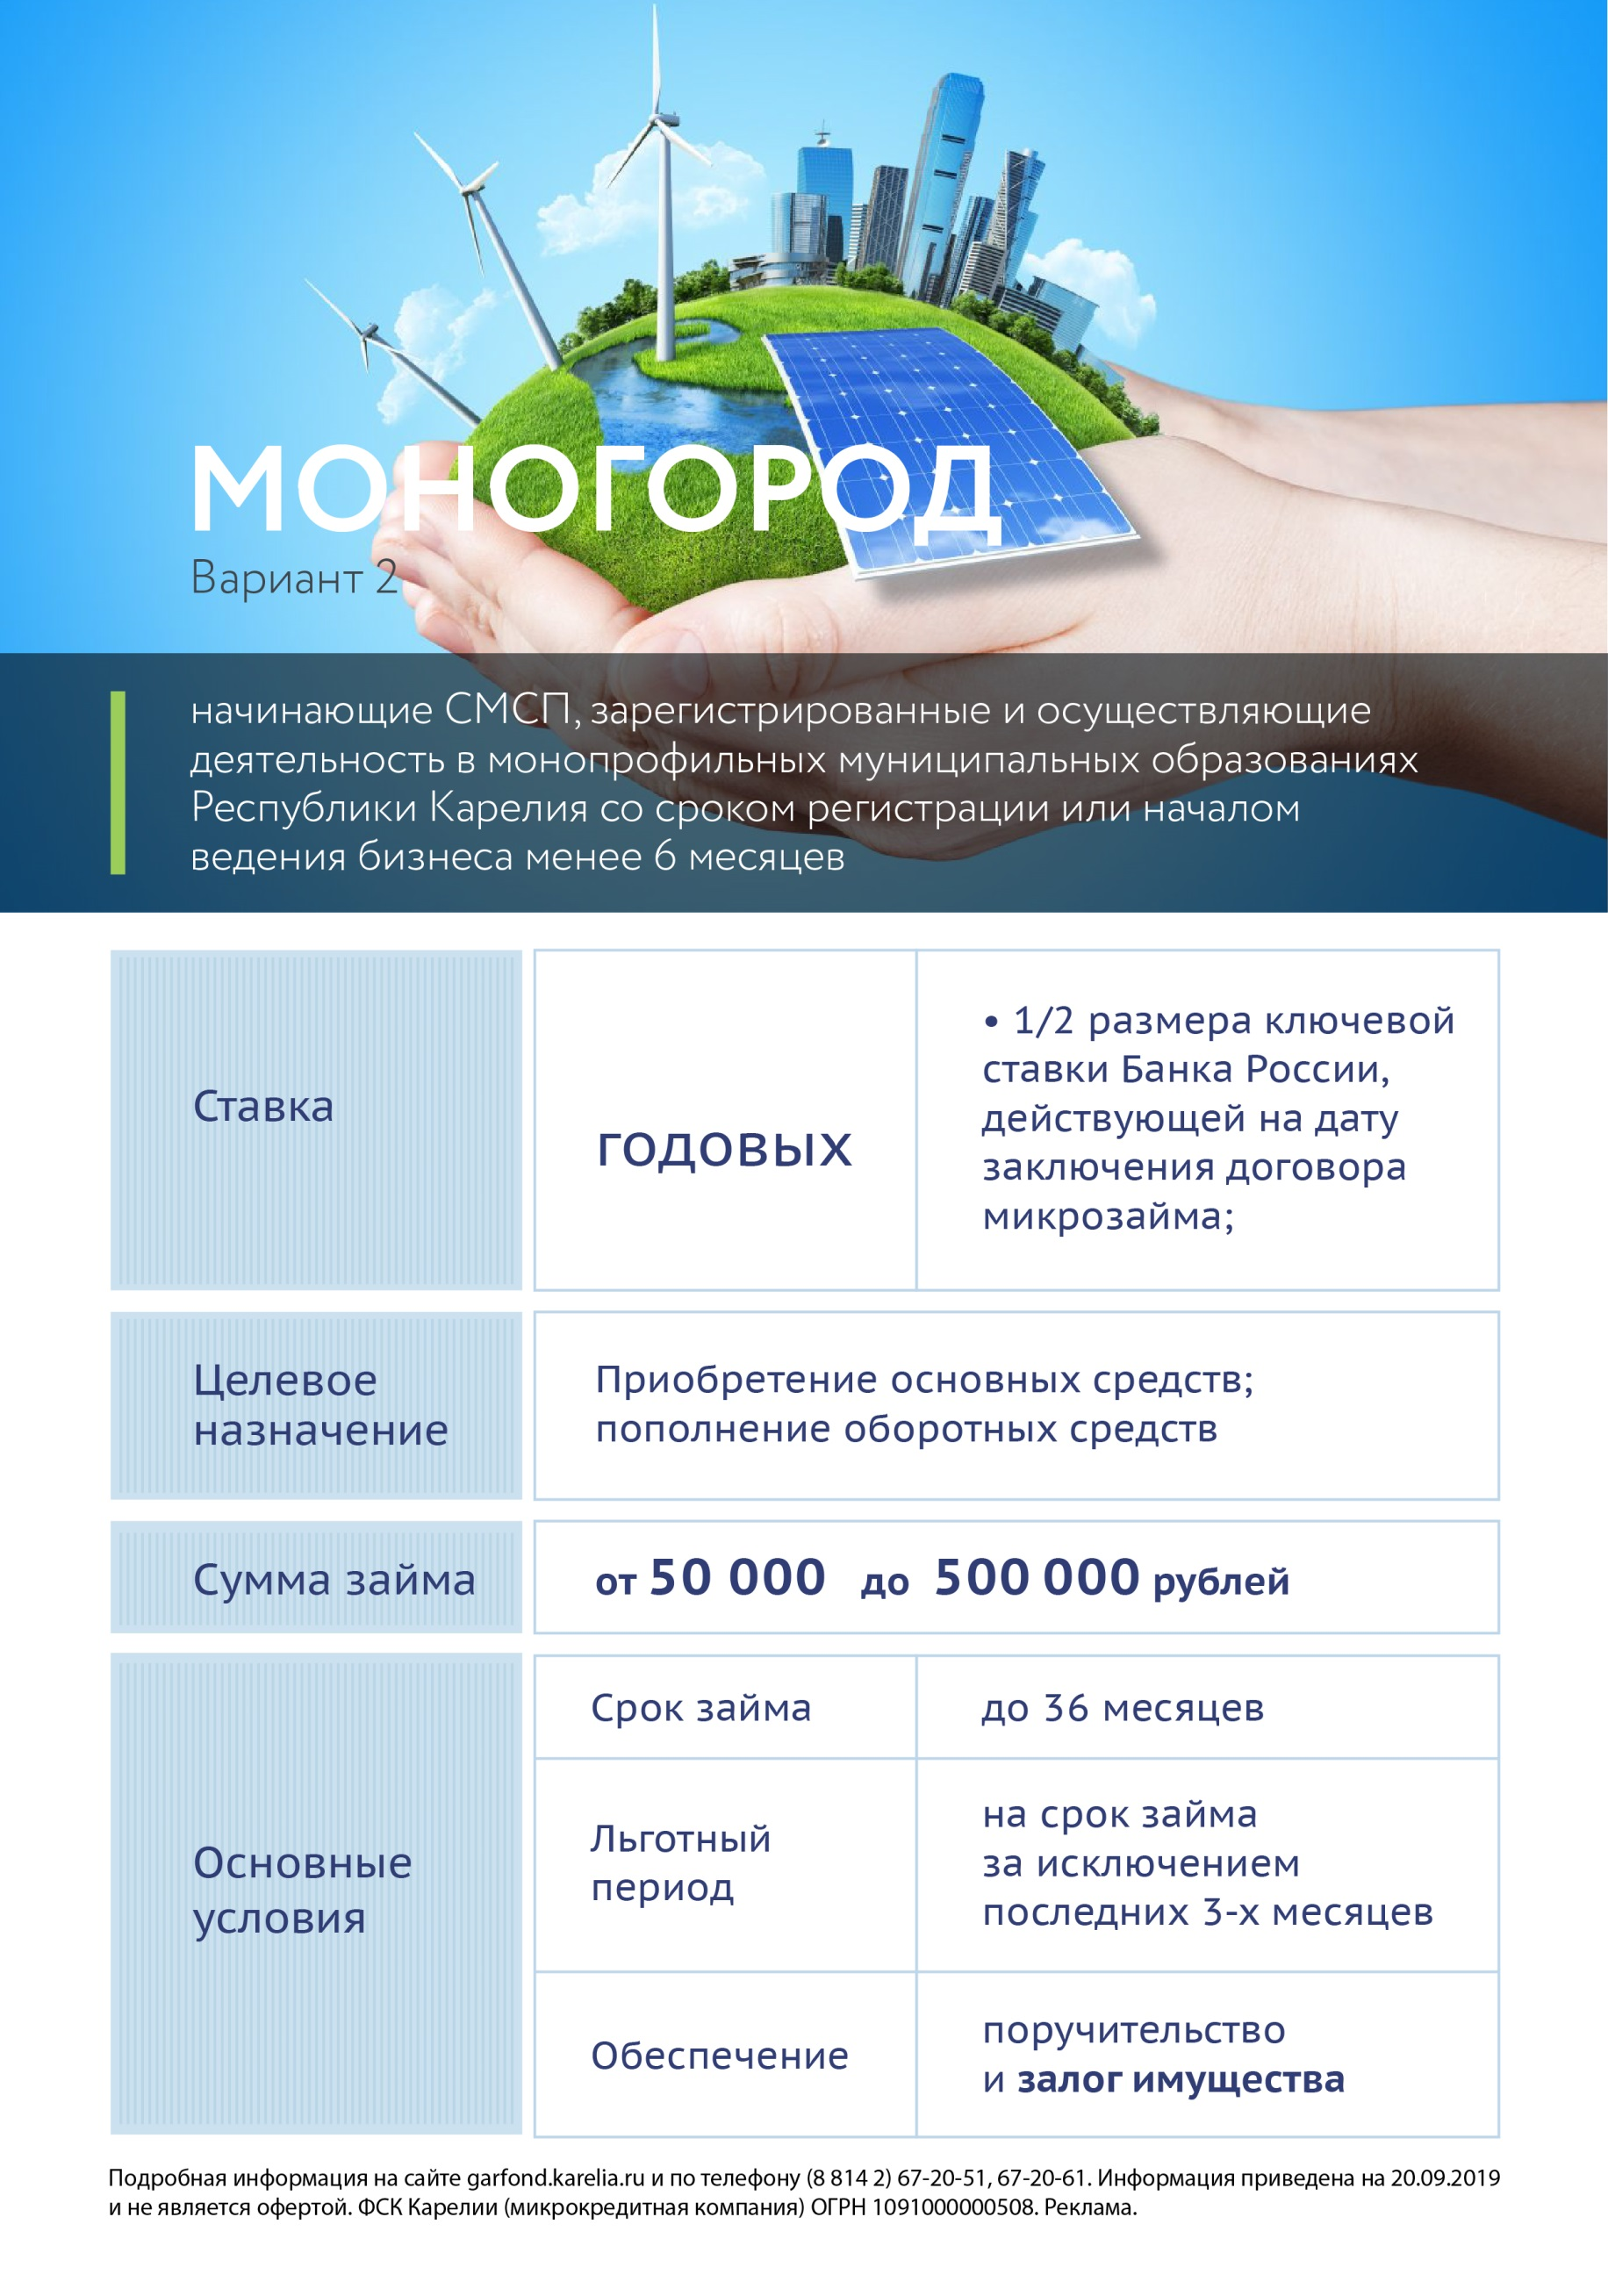 МОНОГОРОД
Вариант 2
начинающие СМСП, зарегистрированные и осуществляющие
деятельность в монопрофильных муниципальных образованиях
Республики Карелия со сроком регистрации или началом
ведения бизнеса менее 6 месяцев
Ставка
годовых
• 1/2 размера ключевой
ставки Банка России,
действующей на дату
заключения договора
микрозайма;
Целевое
назначение
Приобретение основных средств;
пополнение оборотных средств
Сумма займа
от 50 000 до 500 000 рублей
Основные
условия
Срок займа
до 36 месяцев
Льготный
период
на срок займа
за исключением
последних 3-х месяцев
Обеспечение
поручительство
и залог имущества
Подробная информация на сайте garfond.karelia.ru и по телефону (8 814 2) 67-20-51, 67-20-61. Информация приведена на 20.09.2019
и не является офертой. ФСК Карелии (микрокредитная компания) ОГРН 1091000000508. Реклама.